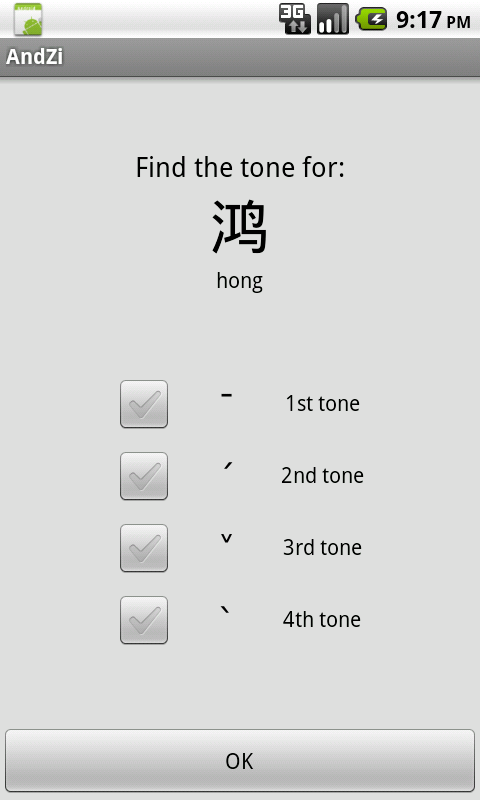 3G 9:17 PM
AndZi
Find the tone for:
鸿
hong
ˉ 1st tone
ˊ 2nd tone
ˇ 3rd tone
ˋ 4th tone
OK